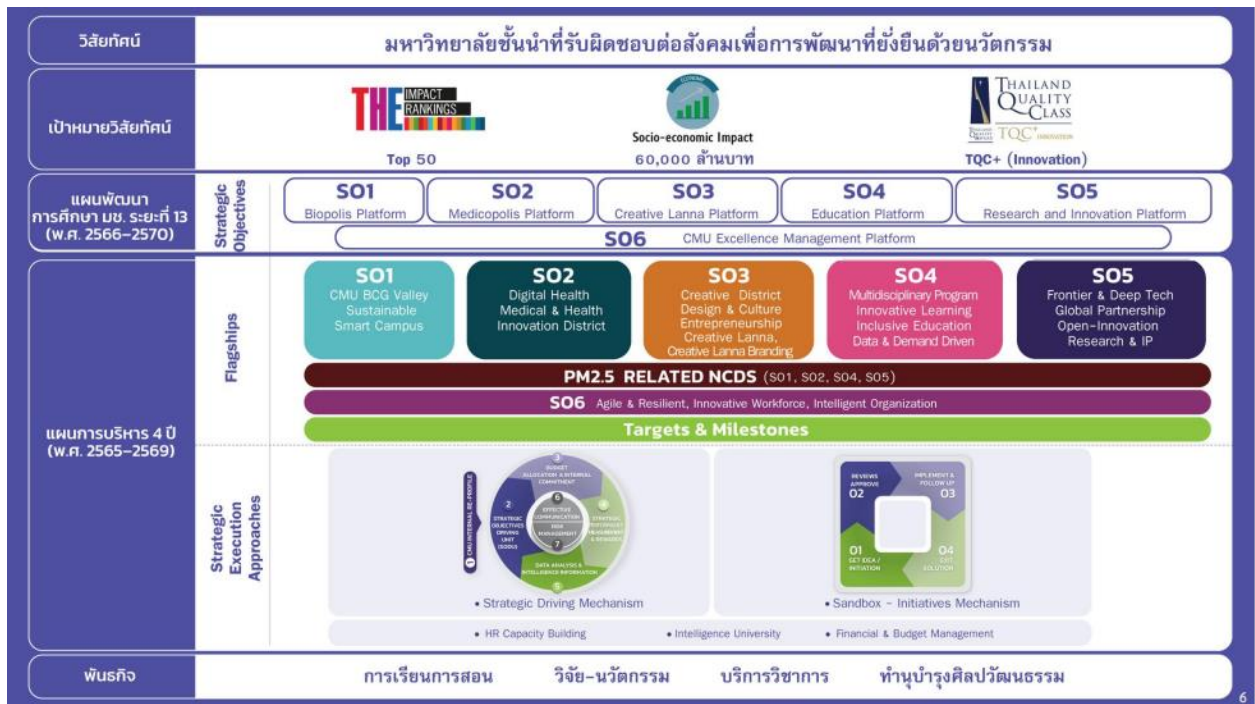 วิสัยทัศน์
มหาวิทยาลัยชั้นนำที่รับผิดชอบต่อสังคมเพื่อการพัฒนาที่ยั่งยืนด้วยนวัตกรรม
เป้าหมายวิสัยทัศน์
THE IMPACT
RANKINGS
Top 50
ECONOMY
Socio-economic Impact
60,000 ล้านบาท
THAILAND
QUALITY
CLASS
TQC+ INNOVATION
TQC+ (Innovation)
แผนพัฒนา
การศึกษา มช. ระยะที่ 13
(พ.ศ. 2566-2570)
Strategic
Objectives
SO1
Biopolis Platform
SO2
Medicopolis Platform
SO3
Creative Lanna Platform
SO4
Education Platform
SO5
Research and Innovation Platform
SO6 CMU Excellence Management Platform
แผนการบริหาร 4 ปี
(พ.ศ. 2565-2569)
Flagships
SO1
CMU BCG Valley
Sustainable
Smart Campus
SO2
Digital Health
Medical & Health
Innovation District
SO3
Creative District
Design & Culture
Entrepreneurship
Creative Lanna,
Creative Lanna Branding
SO4
Multidisciplinary Program
Innovative Learning
Inclusive Education
Data & Demand Driven
SO5
Frontier & Deep Tech
Global Partnership
Open-Innovation
Research & IP
PM2.5 RELATED NCDS (SO1, SO2, SO4, SO5)
SO6 Agile & Resilient, Innovative Workforce, Intelligent Organization
Targets & Milestones
Strategic
Execution
Approaches
1 CMU INTERNAL RE-PROFILE
2
STRATEGIC
OBJECTIVES
DRIVING
UNIT
(SODU)
3
BUDGET
ALLOCATION & INTERNAL
COMMITMENT
4
STRATEGIC
PERFORMANCE
MEASUREMENT
& REWARDS
6
EFFECTIVE
COMMUNICATION
RISK
MANAGEMENT
7
DATA ANALYSIS &
INTELLIGENCE INFORMATION
5
• Strategic Driving Mechanism
REVIEWS
APPROVE
02
IMPLEMENT &
FOLLOW UP
03
01
GET IDEA /
INITIATION
04
EXIT
SOLUTION
• Sandbox - Initiatives Mechanism
• HR Capacity Building
• Intelligence University
• Financial & Budget Management
พันธกิจ
การเรียนการสอน
วิจัย-นวัตกรรม
บริการวิชาการ
ทำนุบำรุงศิลปวัฒนธรรม
6